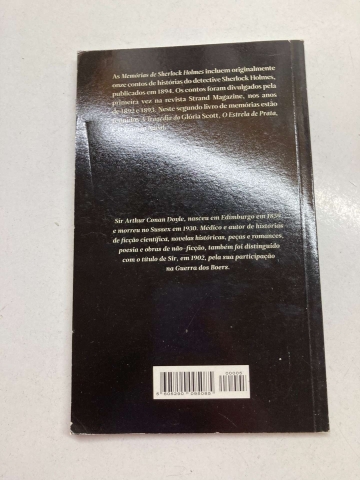 As Memórias de Sherlock Holmes incluem originalmente
onze contos de histórias do detective Sherlock Holmes,
publicados em 1894. Os contos foram divulgados pela
primeira vez na revista Strand Magazine, nos anos
de 1892 e 1893. Neste segundo livro de memórias estão
A Tragédia do Glória Scott, O Estrela de Prata,
Sir Arthur Conan Doyle, nasceu em Edimburgo em 1859
e morreu no Sussex em 1930. Médico e autor de histórias
de ficção científica, novelas históricas, peças e romances,
poesia e obras de não-ficção, também foi distinguido
com o título de Sir, em 1902, pela sua participação
na Guerra dos Boers.
00006